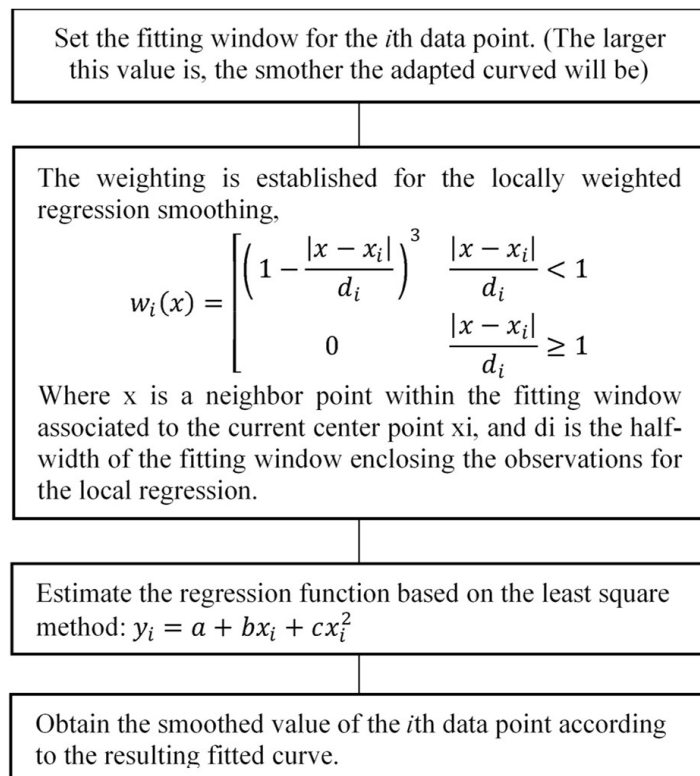 Set the fitting window for the ith data point. (The larger
this value is, the smother the adapted curved will be)
The weighting is established for the locally weighted
regression smoothing,
w_i(x) = [ (1 − |x − x_i| / d_i)^3   |x − x_i| / d_i < 1
0   |x − x_i| / d_i ≥ 1
Where x is a neighbor point within the fitting window
associated to the current center point xi, and di is the half-
width of the fitting window enclosing the observations for
the local regression.
Estimate the regression function based on the least square
method: y_i = a + bx_i + cx_i^2
Obtain the smoothed value of the ith data point according
to the resulting fitted curve.